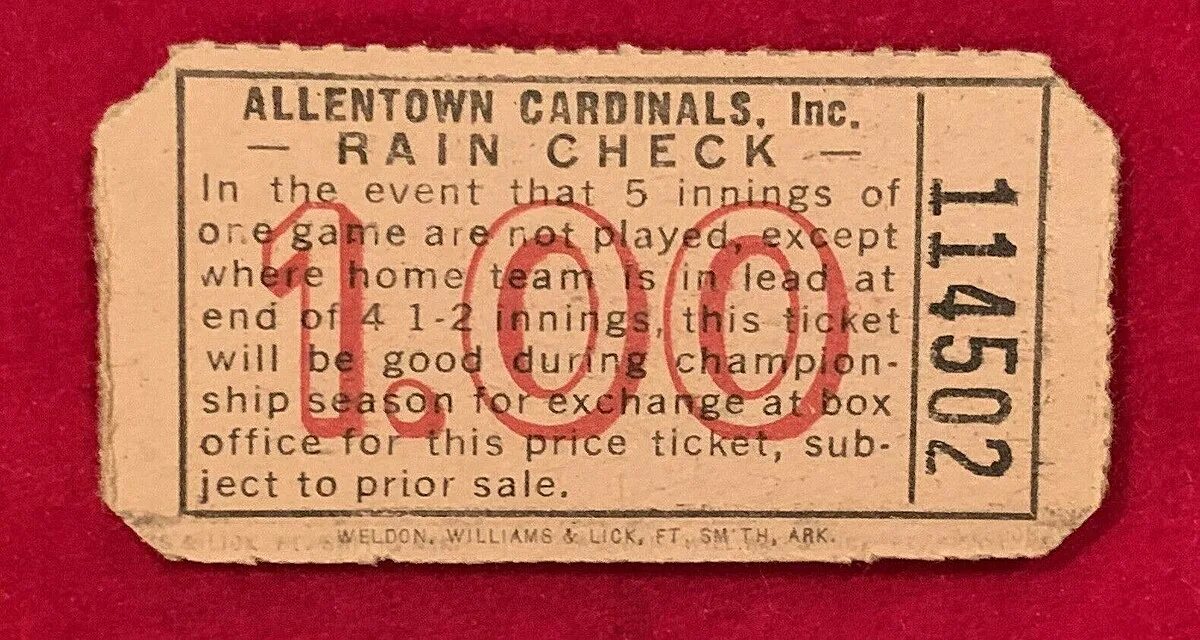 ALLENTOWN CARDINALS, Inc.
— RAIN CHECK —
In the event that 5 innings of
one game are not played, except
where home team is in lead at
end of 4 1-2 innings, this ticket
will be good during champion-
ship season for exchange at box
office for this price ticket, sub-
ject to prior sale.
1.00
114502
WELDON, WILLIAMS & LICK, FT. SMITH, ARK.